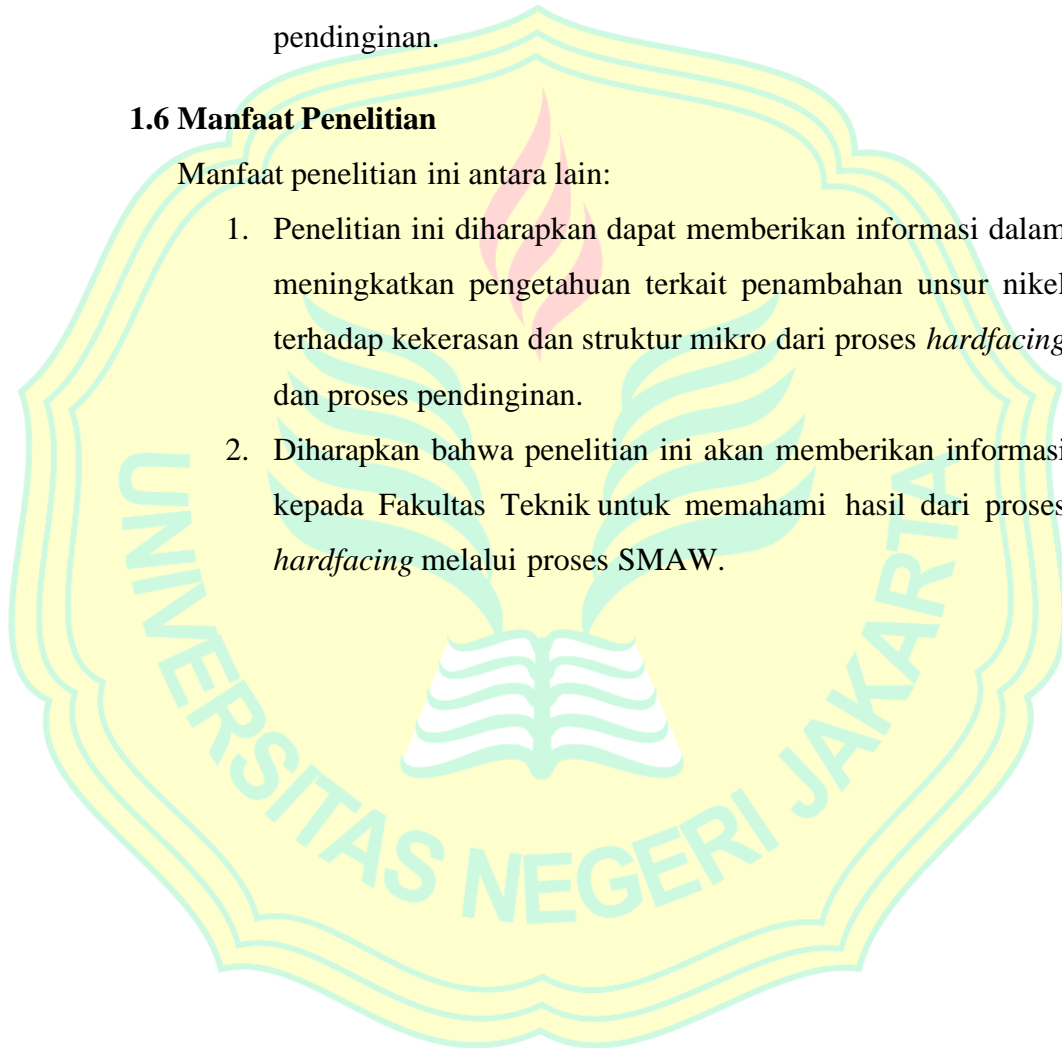 pendinginan.
1.6 Manfaat Penelitian
Manfaat penelitian ini antara lain:
1. Penelitian ini diharapkan dapat memberikan informasi dalam
meningkatkan pengetahuan terkait penambahan unsur nikel
terhadap kekerasan dan struktur mikro dari proses hardfacing
dan proses pendinginan.
2. Diharapkan bahwa penelitian ini akan memberikan informasi
kepada Fakultas Teknik untuk memahami hasil dari proses
hardfacing melalui proses SMAW.
UNIVERSITAS NEGERI JAKARTA